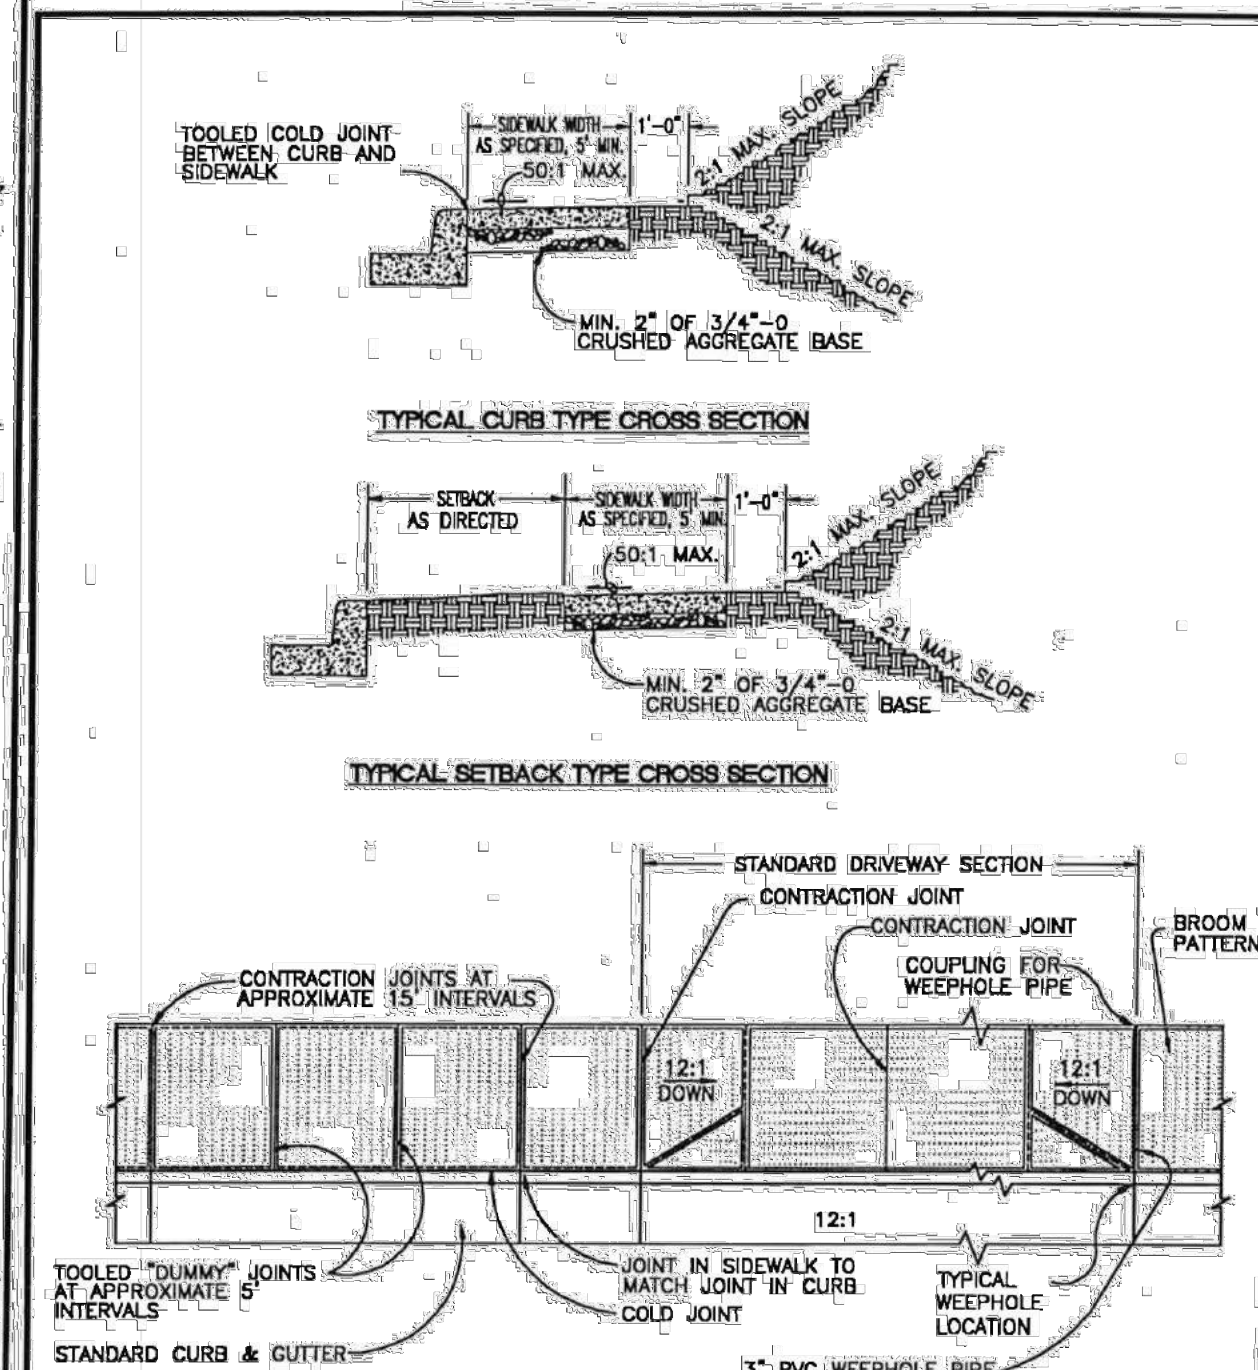 TOOLED COLD JOINT
BETWEEN CURB AND
SIDEWALK
SIDEWALK WIDTH
AS SPECIFIED, 5' MIN.
1'-0"
50:1 MAX.
2:1 MAX. SLOPE
2:1 MAX. SLOPE
MIN. 2" OF 3/4"-0
CRUSHED AGGREGATE BASE
TYPICAL CURB TYPE CROSS SECTION
SETBACK
AS DIRECTED
SIDEWALK WIDTH
AS SPECIFIED, 5' MIN.
1'-0"
50:1 MAX.
2:1 MAX. SLOPE
2:1 MAX. SLOPE
MIN. 2" OF 3/4"-0
CRUSHED AGGREGATE BASE
TYPICAL SETBACK TYPE CROSS SECTION
STANDARD DRIVEWAY SECTION
CONTRACTION JOINT
CONTRACTION JOINT
BROOM
PATTERN
COUPLING FOR
WEEPHOLE PIPE
CONTRACTION JOINTS AT
APPROXIMATE 15' INTERVALS
12:1
DOWN
12:1
DOWN
12:1
TOOLED "DUMMY" JOINTS
AT APPROXIMATE 5'
INTERVALS
JOINT IN SIDEWALK TO
MATCH JOINT IN CURB
COLD JOINT
TYPICAL
WEEPHOLE
LOCATION
STANDARD CURB & GUTTER
3" PVC WEEPHOLE PIPE